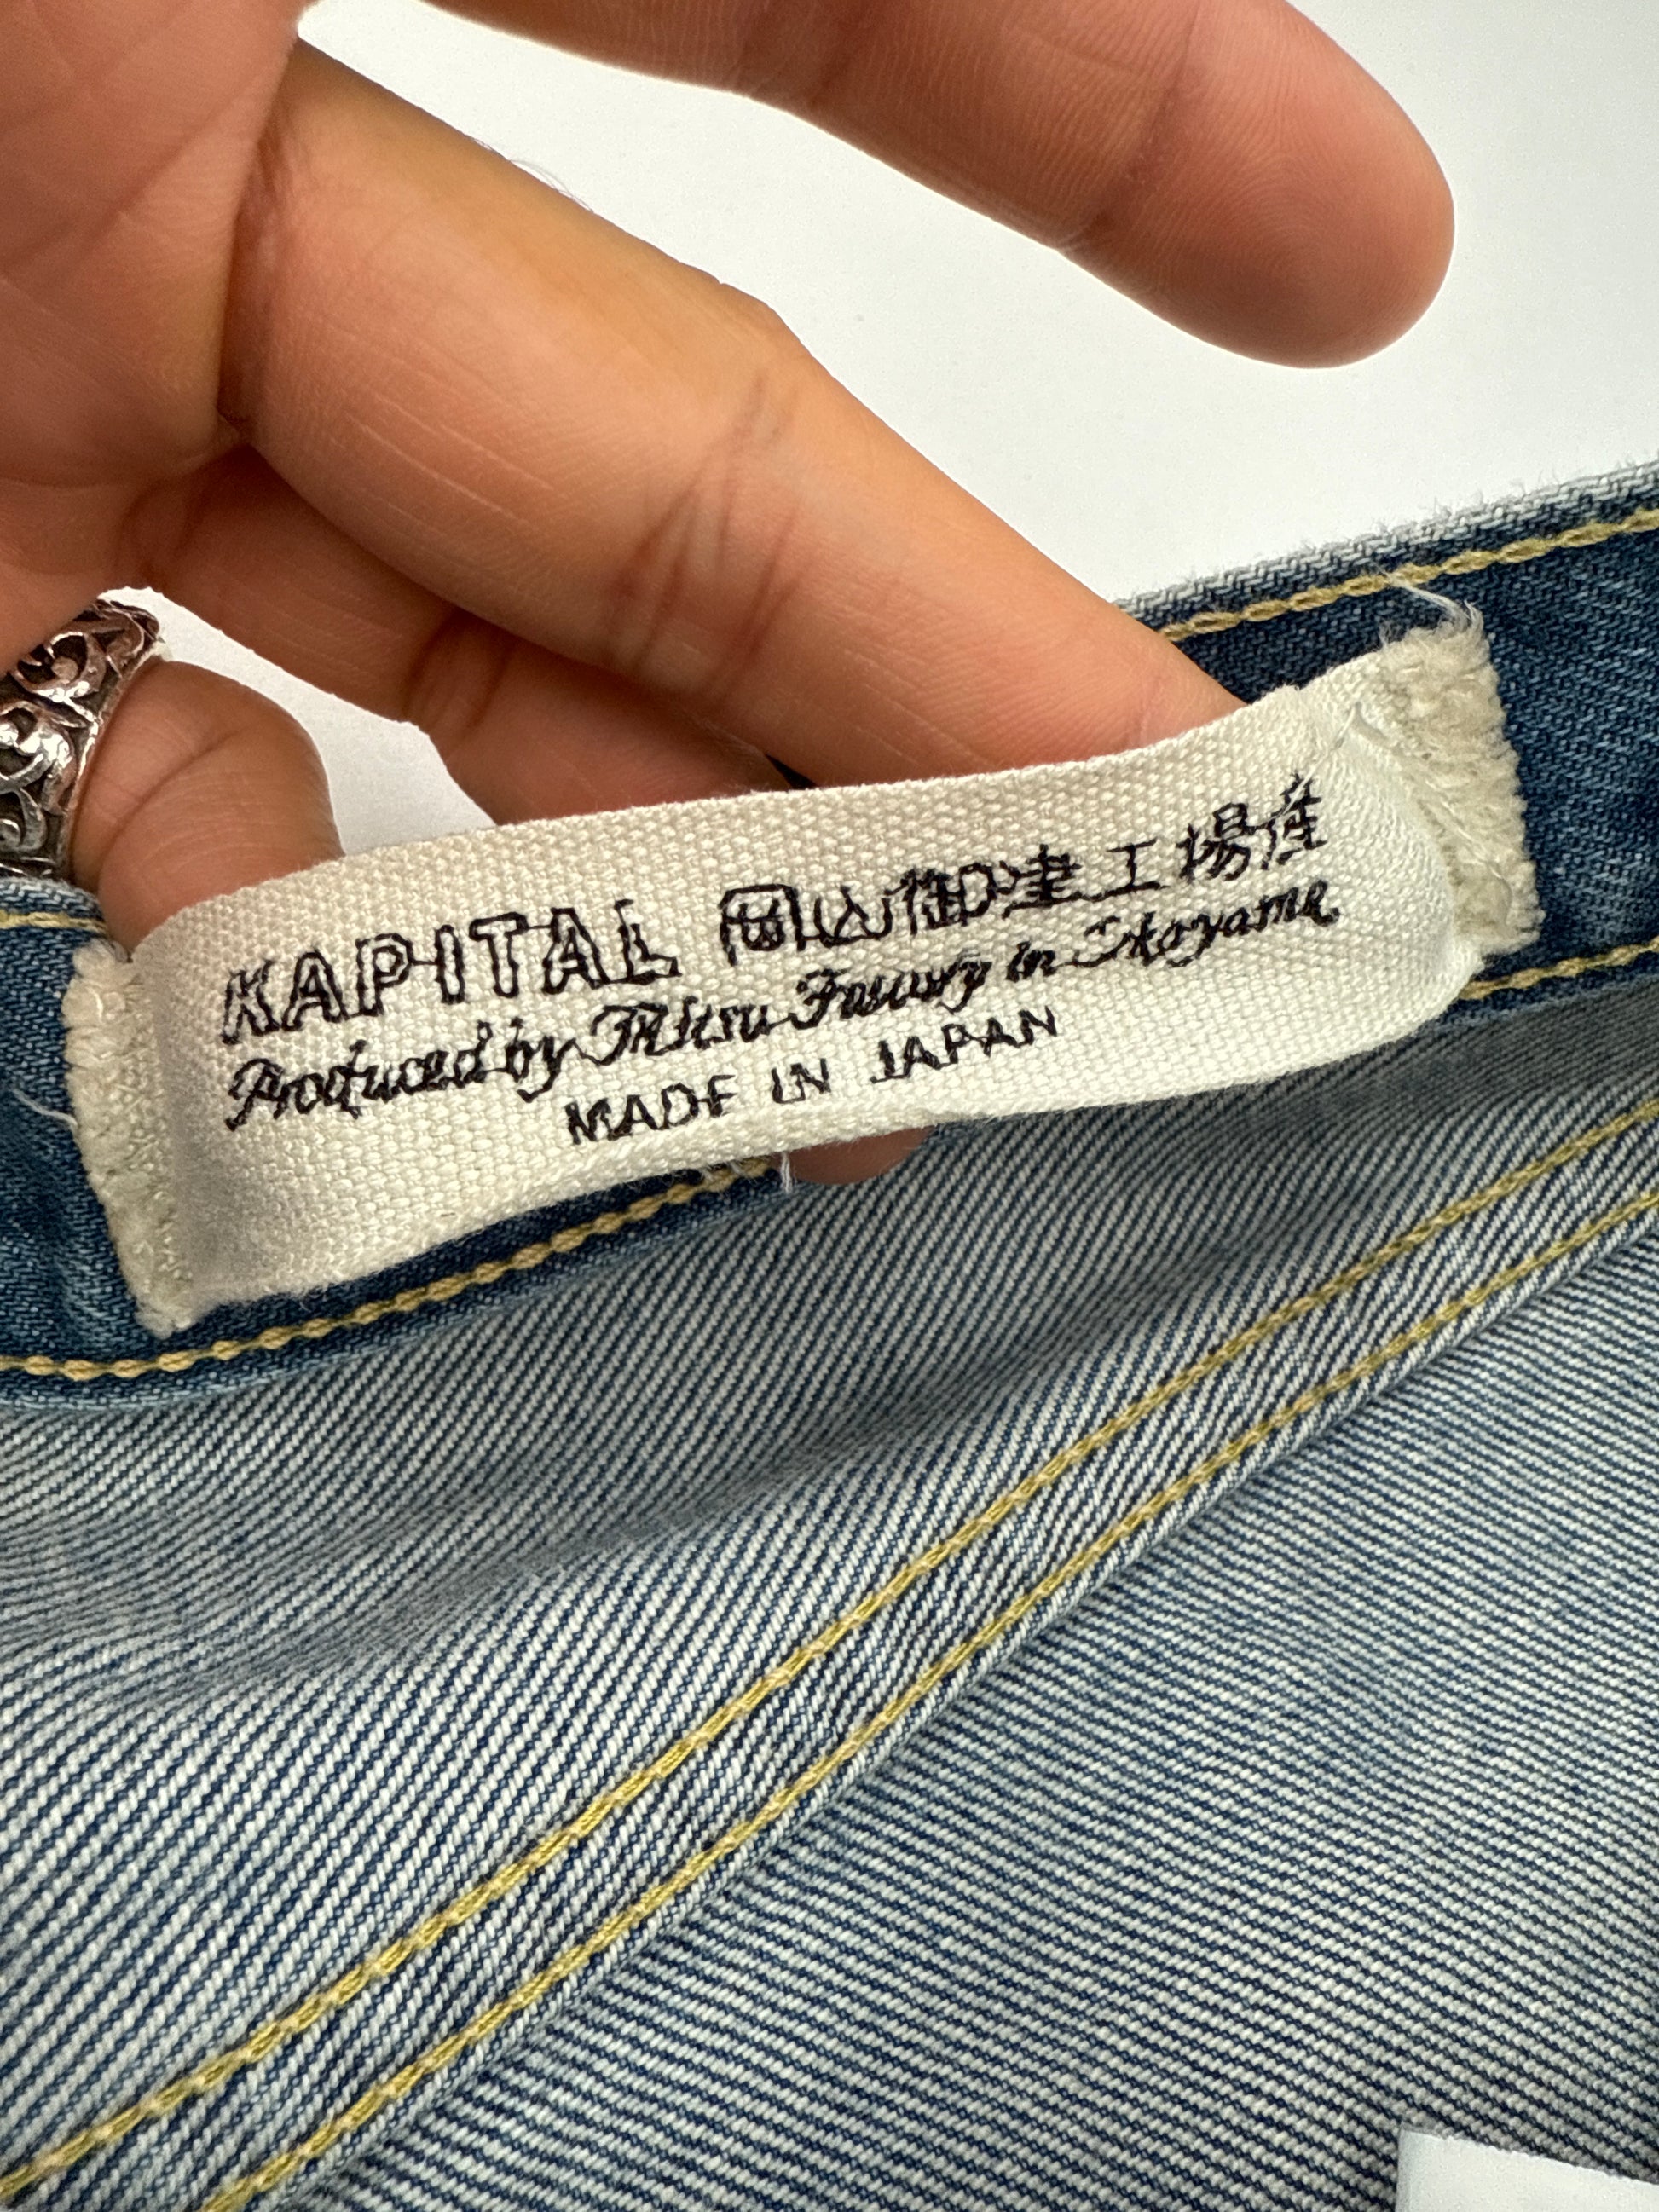 KAPITAL 岡山御津工場産
Produced by Mitsu Factory in Okayama
MADE IN JAPAN